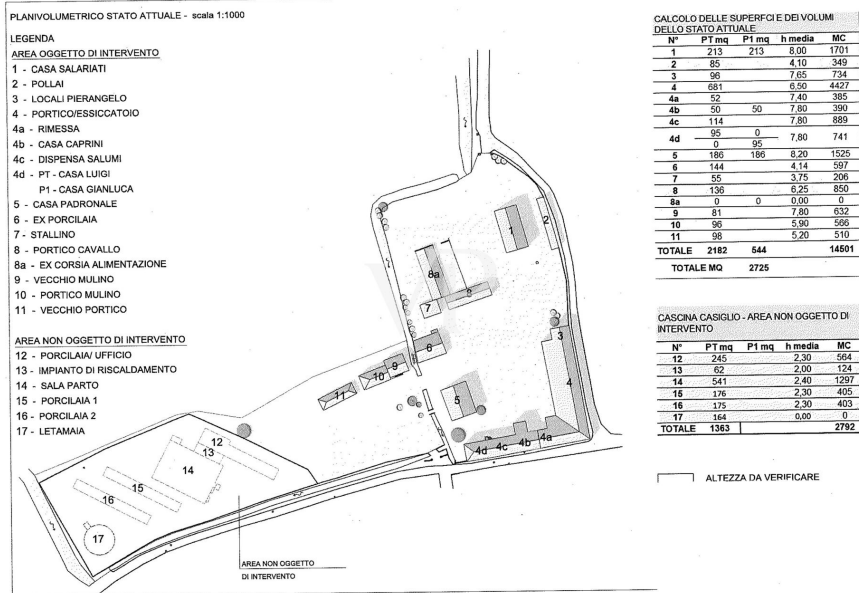 PLANIVOLUMETRICO STATO ATTUALE - scala 1:1000
LEGENDA
AREA OGGETTO DI INTERVENTO
1 - CASA SALARIATI
2 - POLLAI
3 - LOCALI PIERANGELO
4 - PORTICO/ESSICCATOIO
4a - RIMESSA
4b - CASA CAPRINI
4c - DISPENSA SALUMI
4d - PT - CASA LUIGI
P1 - CASA GIANLUCA
5 - CASA PADRONALE
6 - EX PORCILAIA
7 - STALLINO
8 - PORTICO CAVALLO
8a - EX CORSIA ALIMENTAZIONE
9 - VECCHIO MULINO
10 - PORTICO MULINO
11 - VECCHIO PORTICO
AREA NON OGGETTO DI INTERVENTO
12 - PORCILAIA/ UFFICIO
13 - IMPIANTO DI RISCALDAMENTO
14 - SALA PARTO
15 - PORCILAIA 1
16 - PORCILAIA 2
17 - LETAMAIA
1
2
8a
8
7
3
6
9
10
11
4
5
4a
4b
4c
4d
12
13
14
15
16
17
AREA NON OGGETTO
DI INTERVENTO
CALCOLO DELLE SUPERFCI E DEI VOLUMI
DELLO STATO ATTUALE
N° PT mq P1 mq h media MC
1 213 213 8,00 1701
2 85 4,10 349
3 96 7,65 734
4 681 6,50 4427
4a 52 7,40 385
4b 50 50 7,80 390
4c 114 7,80 889
4d 95 0 7,80 741
0 95
5 186 186 8,20 1525
6 144 4,14 597
7 55 3,75 206
8 136 6,25 850
8a 0 0 0,00 0
9 81 7,80 632
10 96 5,90 566
11 98 5,20 510
TOTALE 2182 544 14501
TOTALE MQ 2725
CASCINA CASIGLIO - AREA NON OGGETTO DI
INTERVENTO
N° PT mq P1 mq h media MC
12 245 2,30 564
13 62 2,00 124
14 541 2,40 1297
15 176 2,30 405
16 175 2,30 403
17 164 0,00 0
TOTALE 1363 2792
ALTEZZA DA VERIFICARE